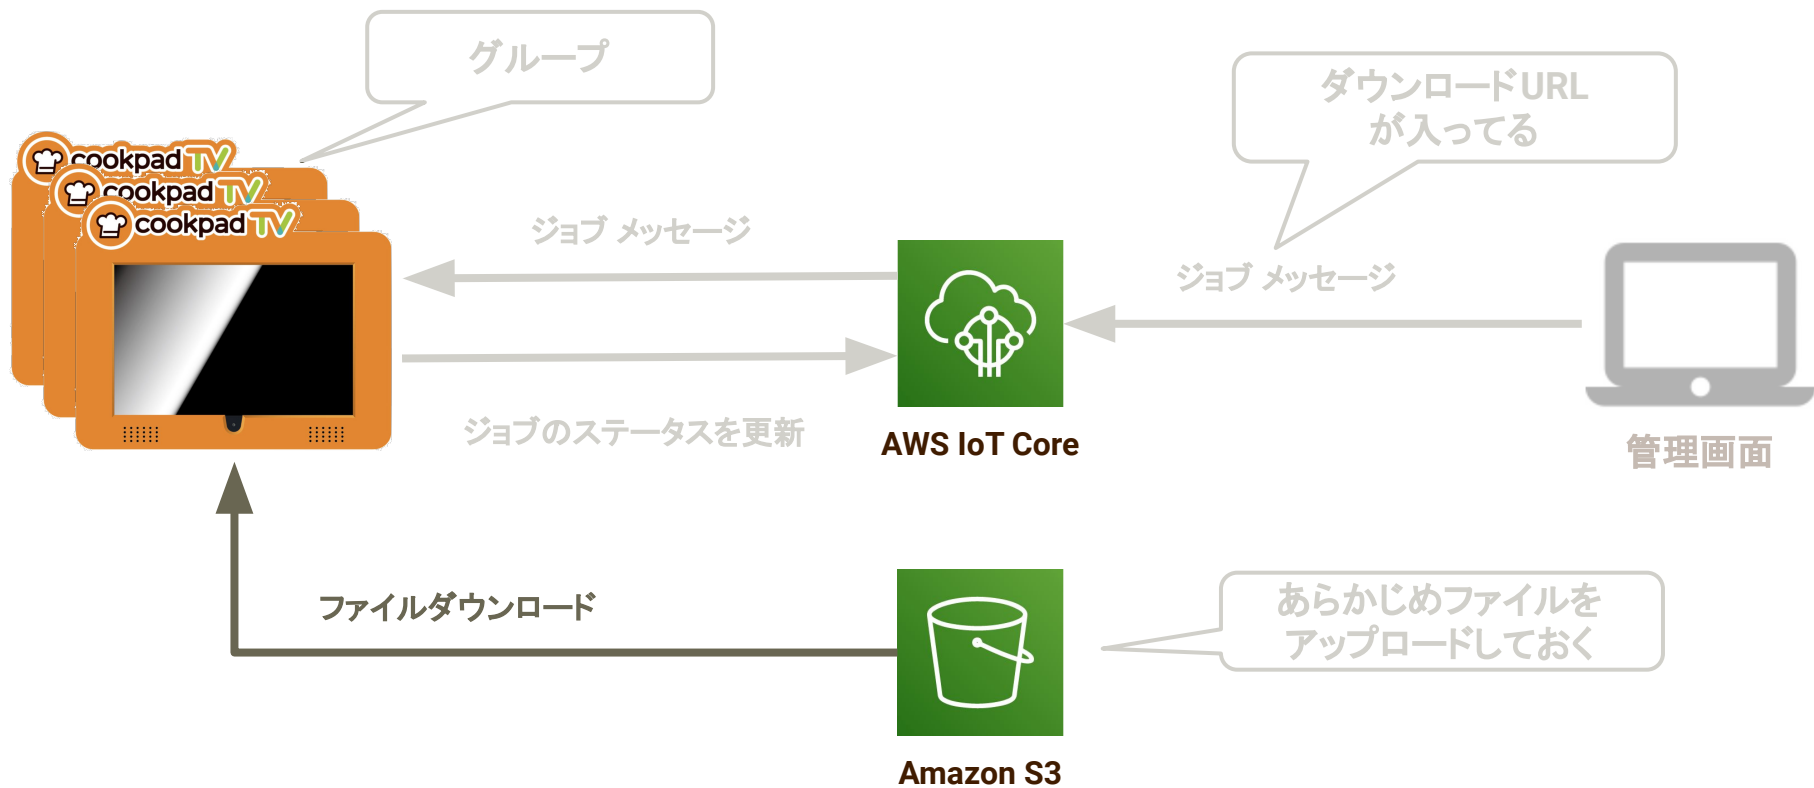 グループ
ダウンロードURL
が入ってる
cookpad TV
cookpad TV
cookpad TV
ジョブ メッセージ
ジョブ メッセージ
ジョブのステータスを更新
AWS IoT Core
管理画面
ファイルダウンロード
あらかじめファイルを
アップロードしておく
Amazon S3